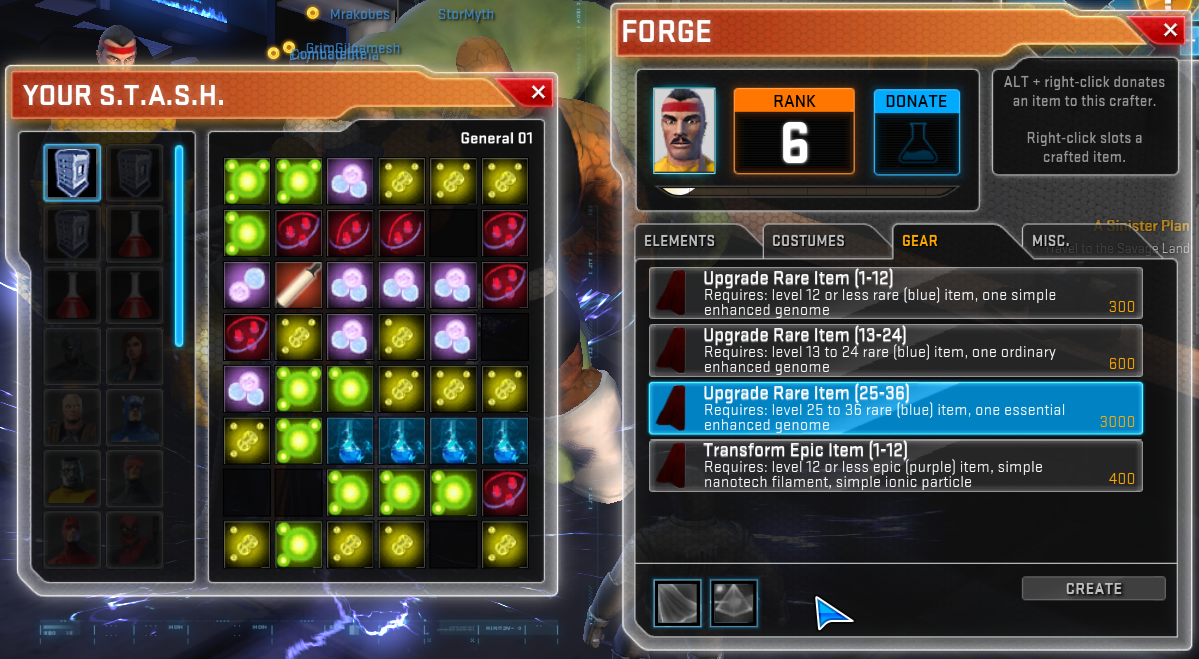 Mrakobes
StorMyth
GrimGilgamesh
FORGE
YOUR S.T.A.S.H.
General 01
RANK
6
DONATE
ALT + right-click donates
an item to this crafter.
Right-click slots a
crafted item.
A Sinister Plan
Travel to the Savage Land
ELEMENTS
COSTUMES
GEAR
MISC.
Upgrade Rare Item (1-12)
Requires: level 12 or less rare (blue) item, one simple
enhanced genome
300
Upgrade Rare Item (13-24)
Requires: level 13 to 24 rare (blue) item, one ordinary
enhanced genome
600
Upgrade Rare Item (25-36)
Requires: level 25 to 36 rare (blue) item, one essential
enhanced genome
3000
Transform Epic Item (1-12)
Requires: level 12 or less epic (purple) item, simple
nanotech filament, simple ionic particle
400
CREATE